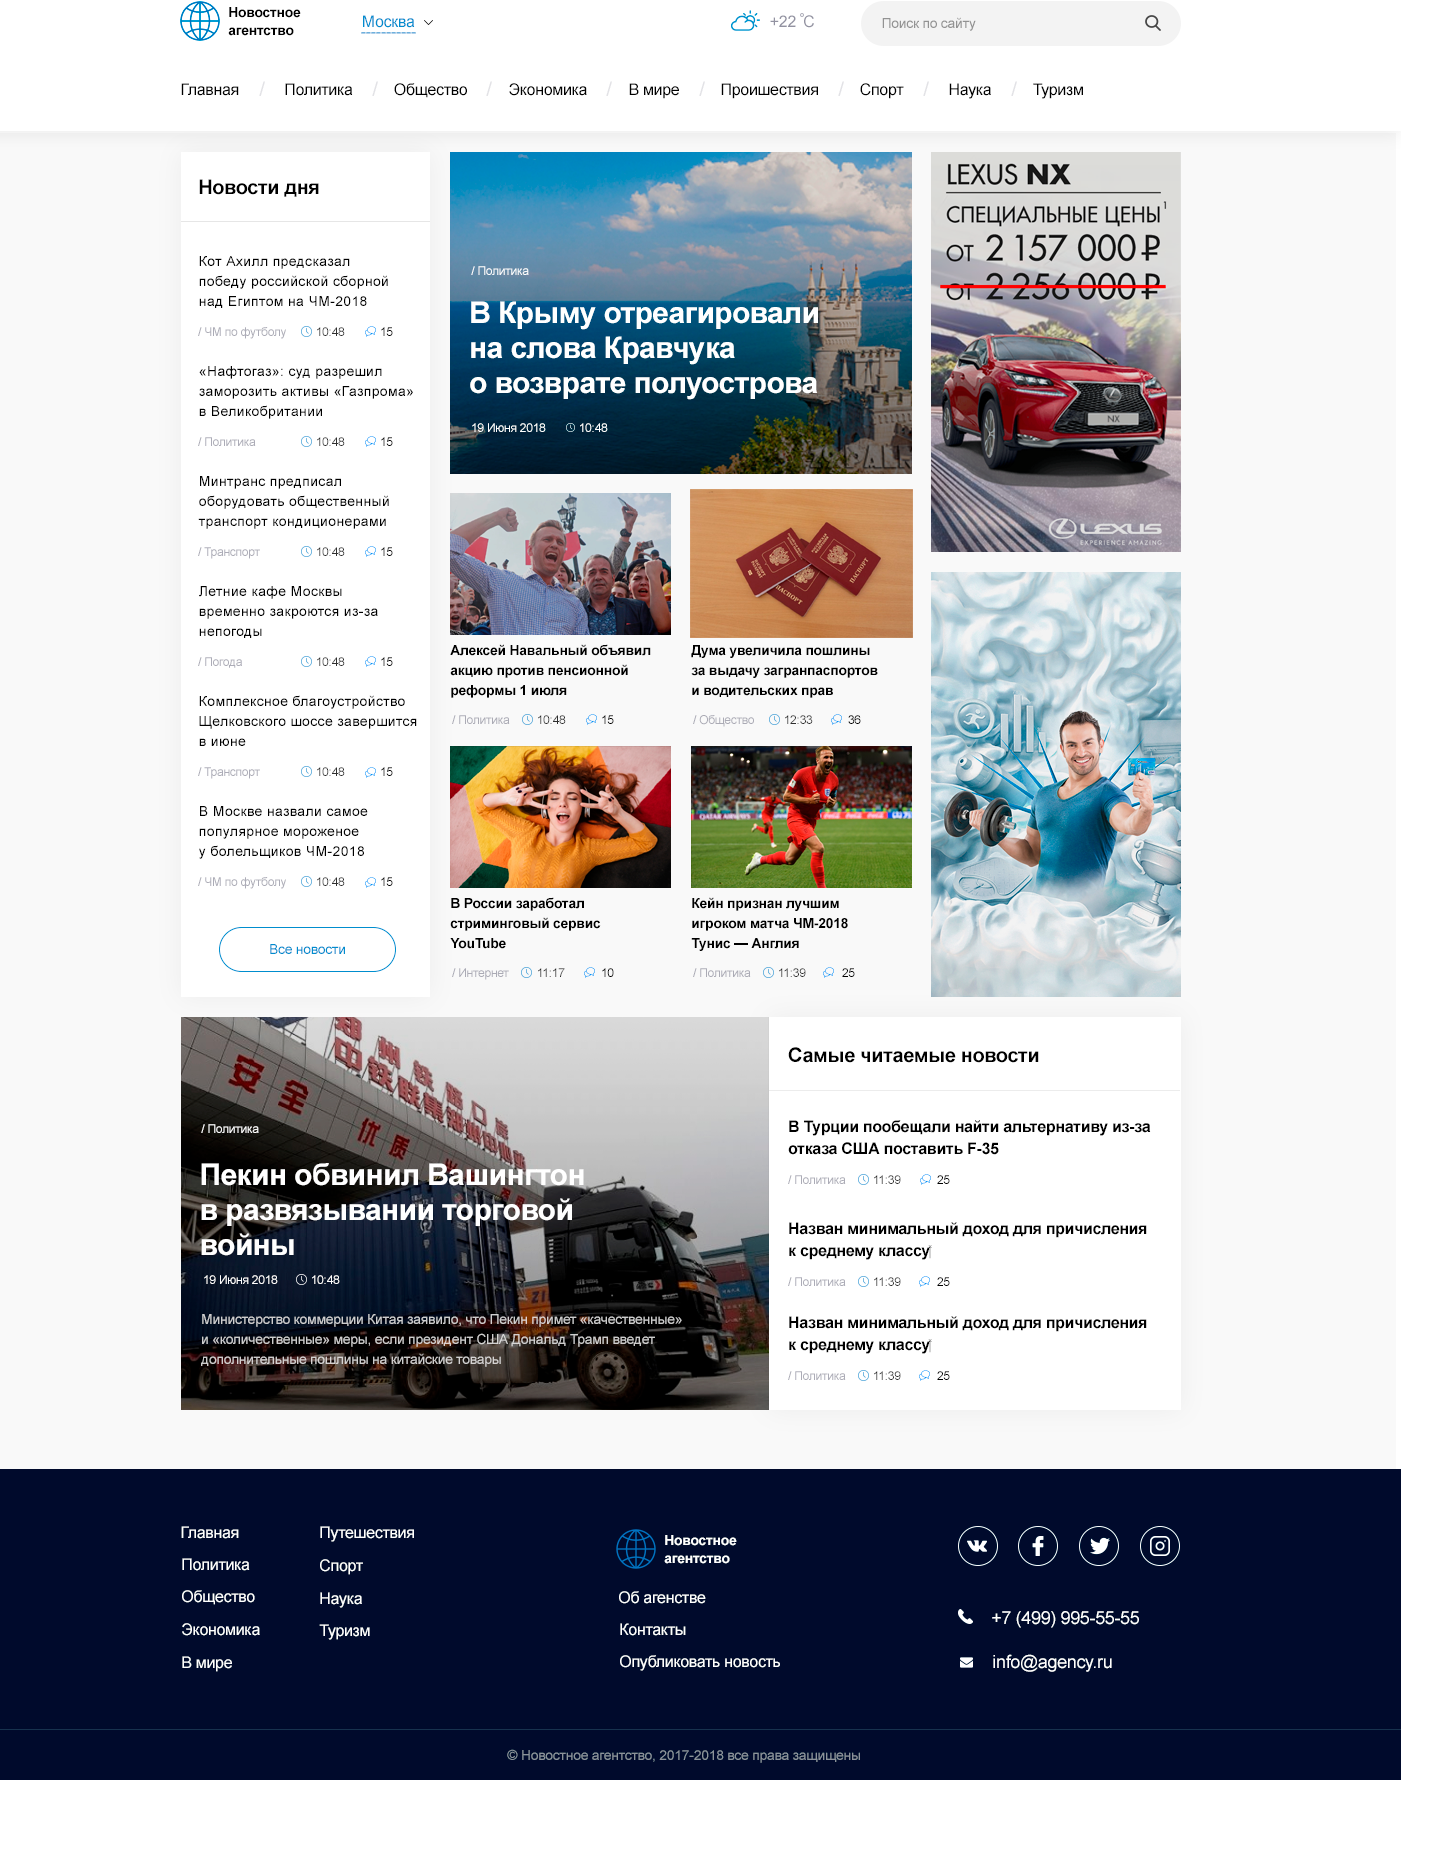 Новостное
агентство
Москва
+22 °C
Поиск по сайту
Главная / Политика / Общество / Экономика / В мире / Проишествия / Спорт / Наука / Туризм
Новости дня
Кот Ахилл предсказал
победу российской сборной
над Египтом на ЧМ-2018
/ ЧМ по футболу 10:48 15
«Нафтогаз»: суд разрешил
заморозить активы «Газпрома»
в Великобритании
/ Политика 10:48 15
Минтранс предписал
оборудовать общественный
транспорт кондиционерами
/ Транспорт 10:48 15
Летние кафе Москвы
временно закроются из-за
непогоды
/ Погода 10:48 15
Комплексное благоустройство
Щелковского шоссе завершится
в июне
/ Транспорт 10:48 15
В Москве назвали самое
популярное мороженое
у болельщиков ЧМ-2018
/ ЧМ по футболу 10:48 15
Все новости
/ Политика
В Крыму отреагировали
на слова Кравчука
о возврате полуострова
19 Июня 2018 10:48
Алексей Навальный объявил
акцию против пенсионной
реформы 1 июля
/ Политика 10:48 15
ПАСПОРТ
ПАСПОРТ
Дума увеличила пошлины
за выдачу загранпаспортов
и водительских прав
/ Общество 12:33 36
В России заработал
стриминговый сервис
YouTube
/ Интернет 11:17 10
Кейн признан лучшим
игроком матча ЧМ-2018
Тунис — Англия
/ Политика 11:39 25
LEXUS NX
СПЕЦИАЛЬНЫЕ ЦЕНЫ¹
ОТ 2 157 000 ₽
ОТ 2 256 000 ₽
NX
LEXUS
EXPERIENCE AMAZING
安全 优质
/ Политика
Пекин обвинил Вашингтон
в развязывании торговой
войны
19 Июня 2018 10:48
Министерство коммерции Китая заявило, что Пекин примет «качественные»
и «количественные» меры, если президент США Дональд Трамп введет
дополнительные пошлины на китайские товары
Самые читаемые новости
В Турции пообещали найти альтернативу из-за
отказа США поставить F-35
/ Политика 11:39 25
Назван минимальный доход для причисления
к среднему классу
/ Политика 11:39 25
Назван минимальный доход для причисления
к среднему классу
/ Политика 11:39 25
Главная
Политика
Общество
Экономика
В мире
Путешествия
Спорт
Наука
Туризм
Новостное
агентство
Об агенстве
Контакты
Опубликовать новость
+7 (499) 995-55-55
info@agency.ru
© Новостное агентство, 2017-2018 все права защищены